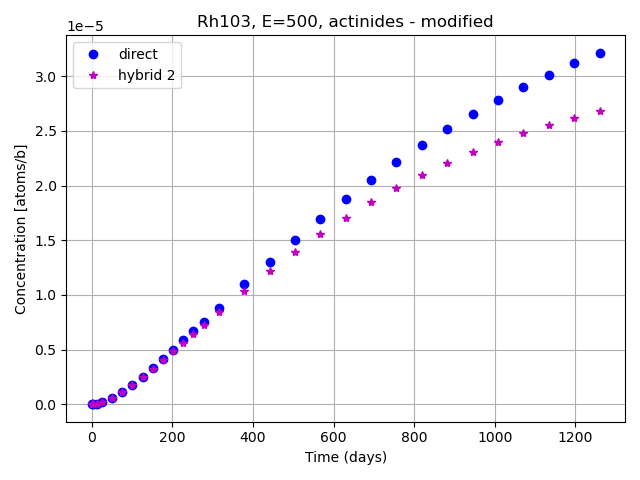 Rh103, E=500, actinides - modified
1e−5
direct
hybrid 2
3.0
2.5
2.0
1.5
1.0
0.5
0.0
Concentration [atoms/b]
0 200 400 600 800 1000 1200
Time (days)